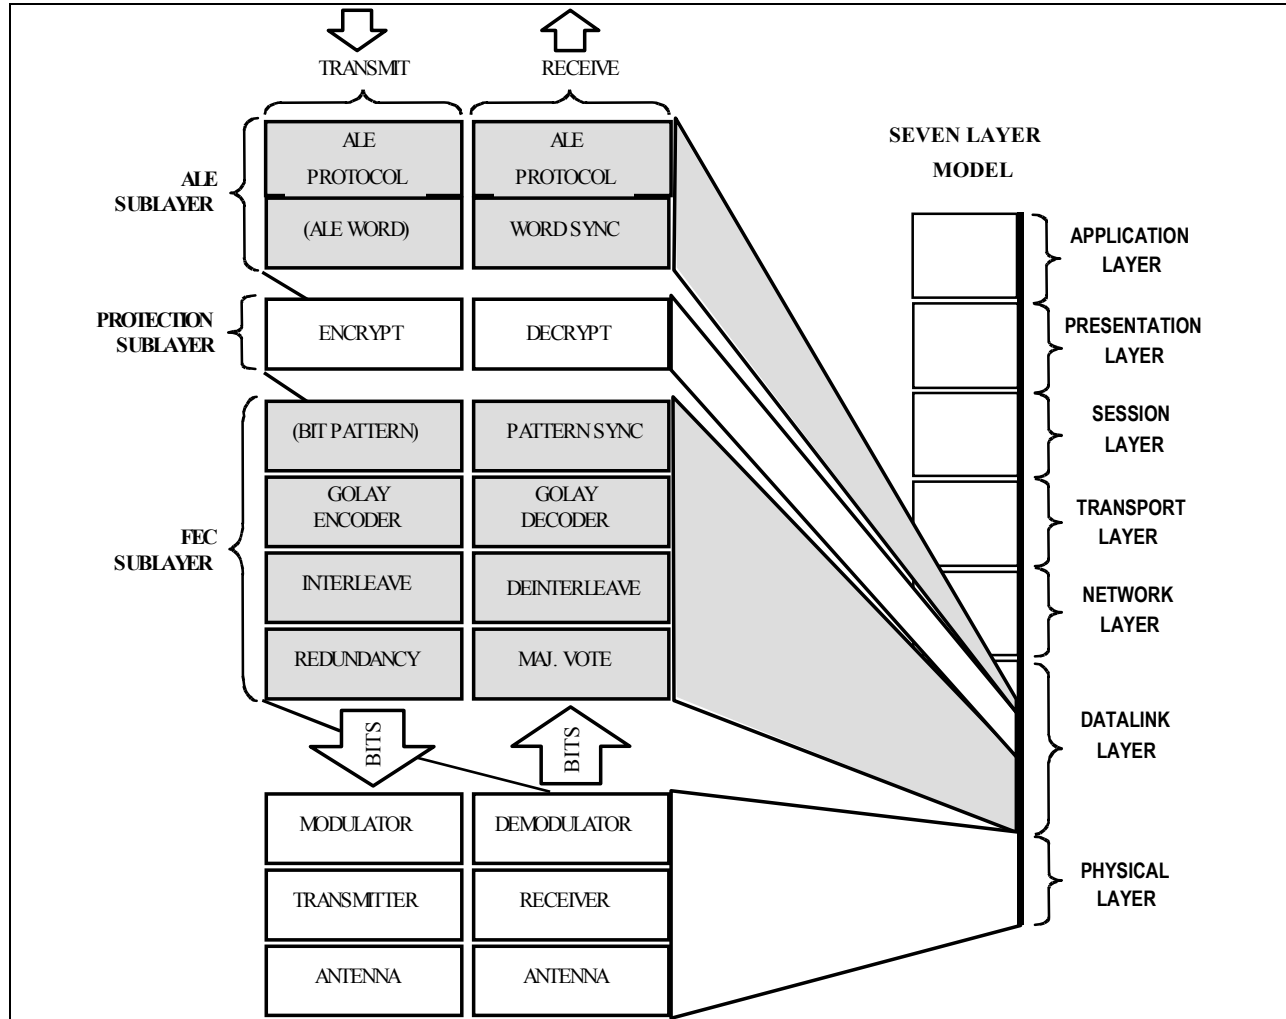 TRANSMIT
RECEIVE
ALE
SUBLAYER
ALE
PROTOCOL
ALE
PROTOCOL
(ALE WORD)
WORD SYNC
PROTECTION
SUBLAYER
ENCRYPT
DECRYPT
FEC
SUBLAYER
(BIT PATTERN)
PATTERN SYNC
GOLAY
ENCODER
GOLAY
DECODER
INTERLEAVE
DEINTERLEAVE
REDUNDANCY
MAJ. VOTE
BITS
BITS
MODULATOR
DEMODULATOR
TRANSMITTER
RECEIVER
ANTENNA
ANTENNA
SEVEN LAYER
MODEL
APPLICATION
LAYER
PRESENTATION
LAYER
SESSION
LAYER
TRANSPORT
LAYER
NETWORK
LAYER
DATALINK
LAYER
PHYSICAL
LAYER